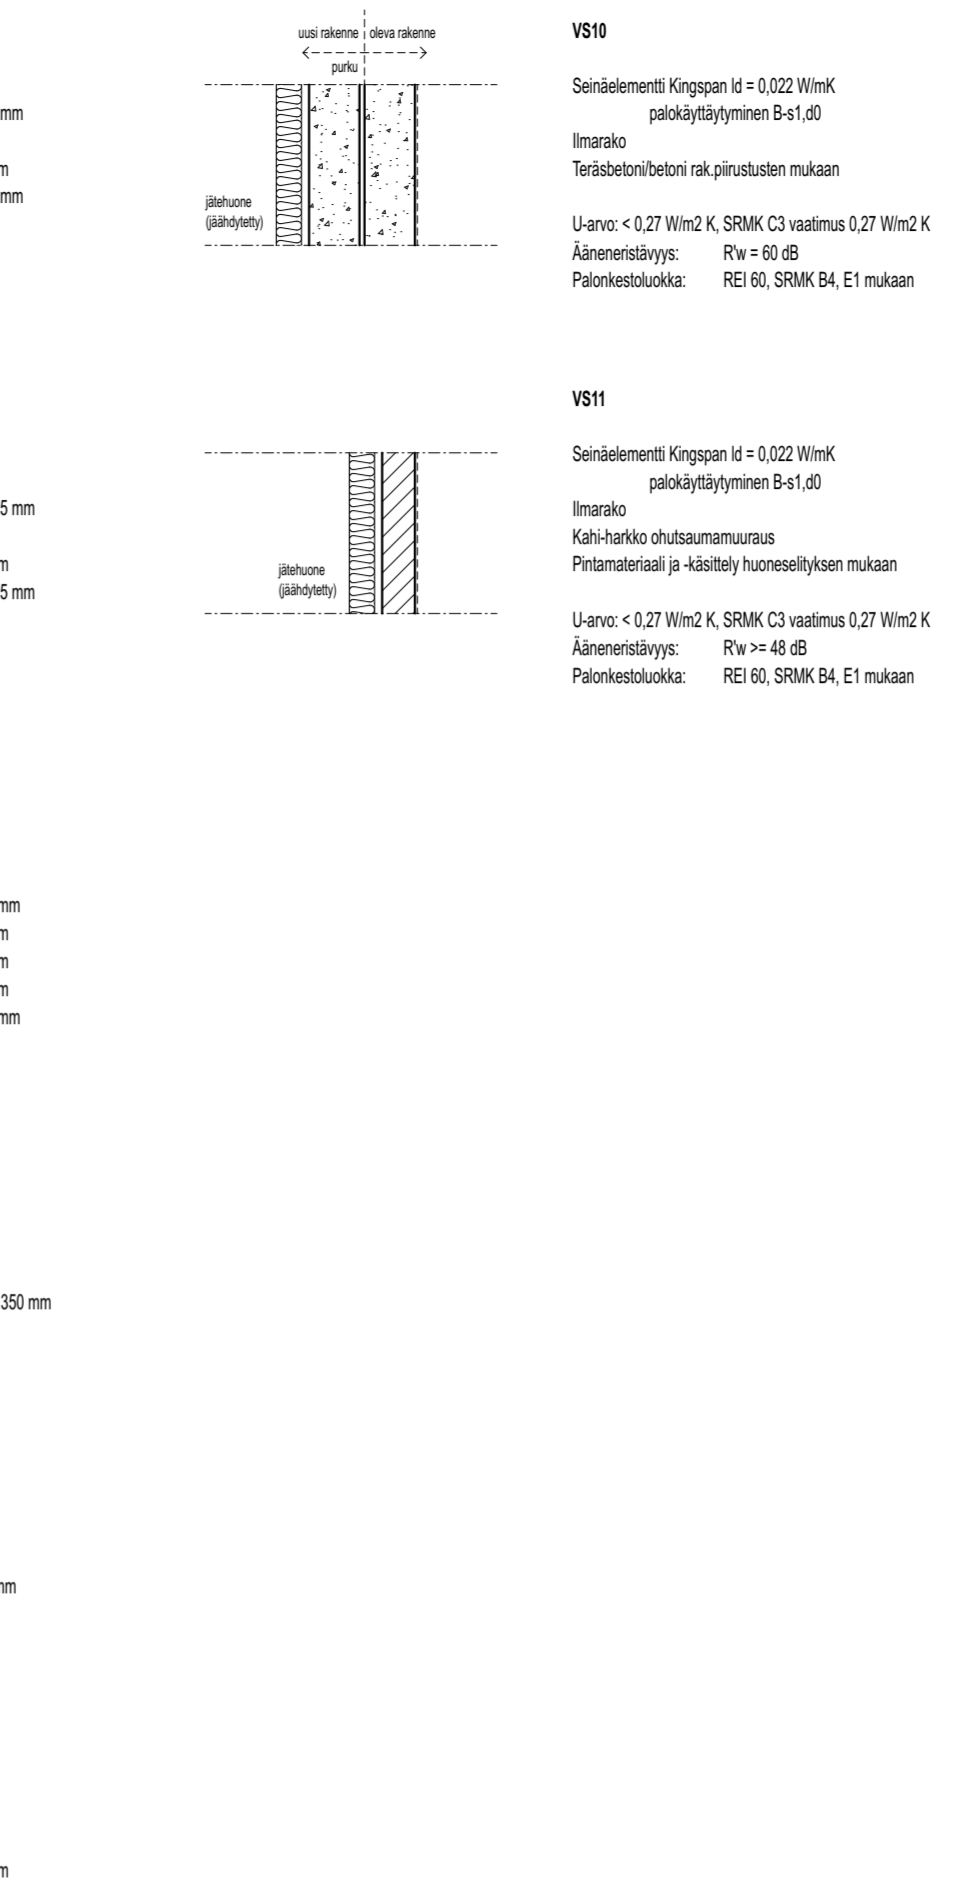 mm
m
mm
5 mm
m
5 mm
mm
m
m
m
mm
350 mm
mm
m
uusi rakenne oleva rakenne
purku
jätehuone
(jäähdytetty)
VS10
Seinäelementti Kingspan ld = 0,022 W/mK
palokäyttäytyminen B-s1,d0
Ilmarako
Teräsbetoni/betoni rak.piirustusten mukaan
U-arvo: < 0,27 W/m2 K, SRMK C3 vaatimus 0,27 W/m2 K
Ääneneristävyys: R'w = 60 dB
Palonkestoluokka: REI 60, SRMK B4, E1 mukaan
jätehuone
(jäähdytetty)
VS11
Seinäelementti Kingspan ld = 0,022 W/mK
palokäyttäytyminen B-s1,d0
Ilmarako
Kahi-harkko ohutsaumamuuraus
Pintamateriaali ja -käsittely huoneselityksen mukaan
U-arvo: < 0,27 W/m2 K, SRMK C3 vaatimus 0,27 W/m2 K
Ääneneristävyys: R'w >= 48 dB
Palonkestoluokka: REI 60, SRMK B4, E1 mukaan